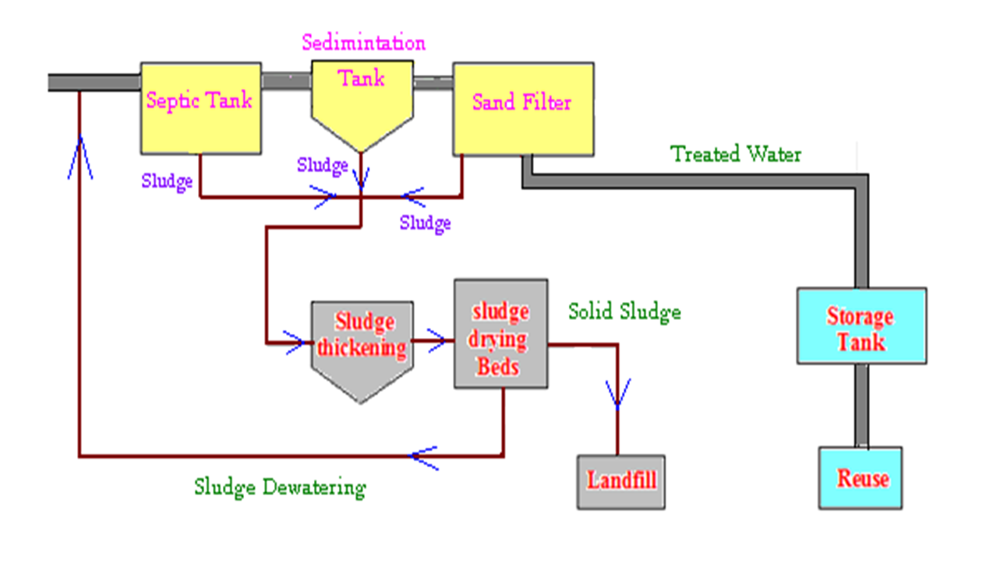 Sedimintation
Tank
Septic Tank
Sand Filter
Treated Water
Sludge
Sludge
Sludge
Sludge
thickening
sludge
drying
Beds
Solid Sludge
Storage
Tank
Sludge Dewatering
Landfill
Reuse